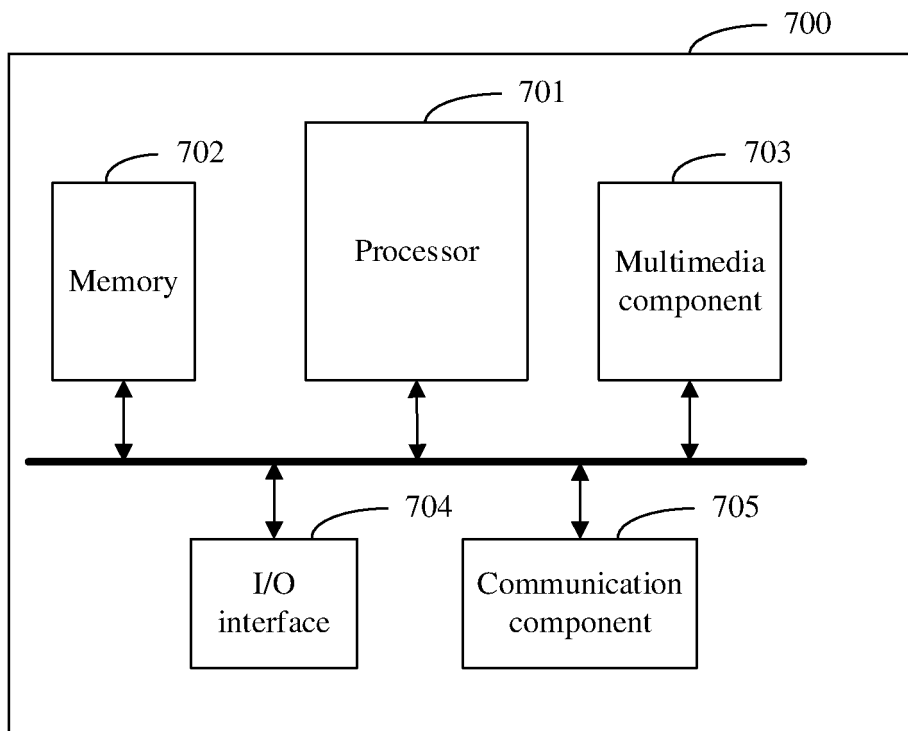 700
701
702
703
Processor
Memory
Multimedia
component
704
705
I/O
interface
Communication
component